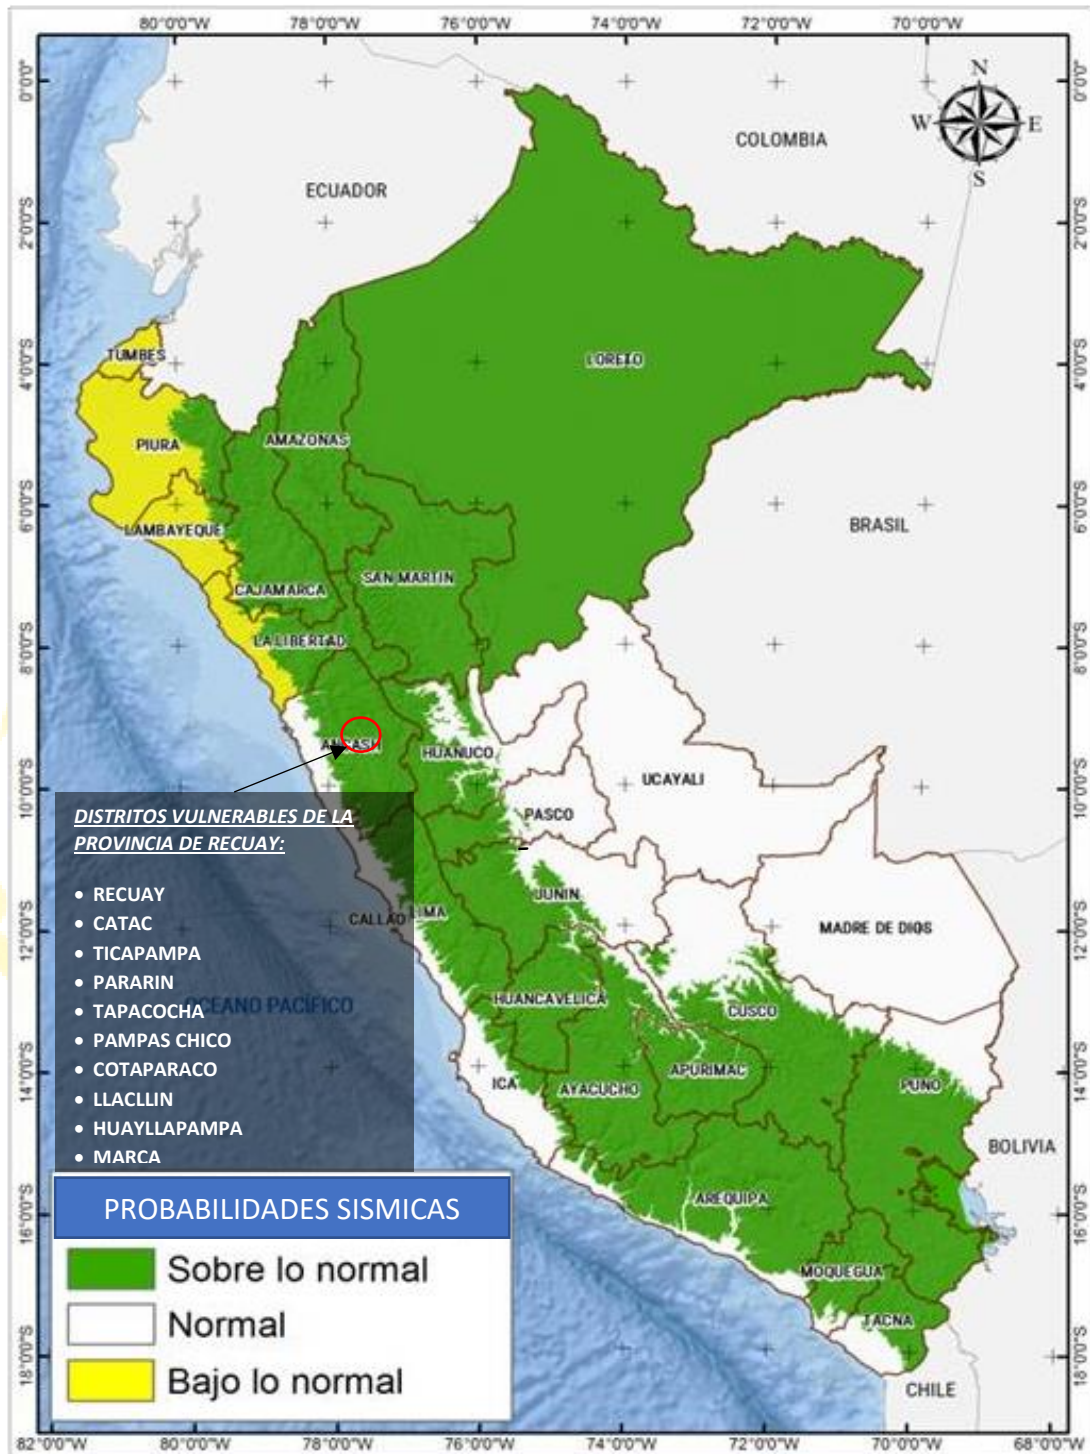 80°0'0"W 78°0'0"W 76°0'0"W 74°0'0"W 72°0'0"W 70°0'0"W
0°0'0"
2°0'0"S
4°0'0"S
6°0'0"S
8°0'0"S
10°0'0"S
12°0'0"S
14°0'0"S
16°0'0"S
18°0'0"S
N
W E
S
COLOMBIA
ECUADOR
LORETO
TUMBES
AMAZONAS
PIURA
BRASIL
LAMBAYEQUE
SAN MARTIN
CAJAMARCA
LA LIBERTAD
ANCASH
HUANUCO
UCAYALI
PASCO
JUNIN
CALLAO
LIMA
MADRE DE DIOS
HUANCAVELICA
CUSCO
OCEANO PACÍFICO
ICA
AYACUCHO
APURIMAC
PUNO
BOLIVIA
AREQUIPA
MOQUEGUA
TACNA
CHILE
DISTRITOS VULNERABLES DE LA
PROVINCIA DE RECUAY:
• RECUAY
• CATAC
• TICAPAMPA
• PARARIN
• TAPACOCHA
• PAMPAS CHICO
• COTAPARACO
• LLACLLIN
• HUAYLLAPAMPA
• MARCA
PROBABILIDADES SISMICAS
Sobre lo normal
Normal
Bajo lo normal
0°0'0"
2°0'0"S
4°0'0"S
6°0'0"S
8°0'0"S
10°0'0"S
12°0'0"S
14°0'0"S
16°0'0"S
18°0'0"S
82°0'0"W 80°0'0"W 78°0'0"W 76°0'0"W 74°0'0"W 72°0'0"W 70°0'0"W 68°0'0"W